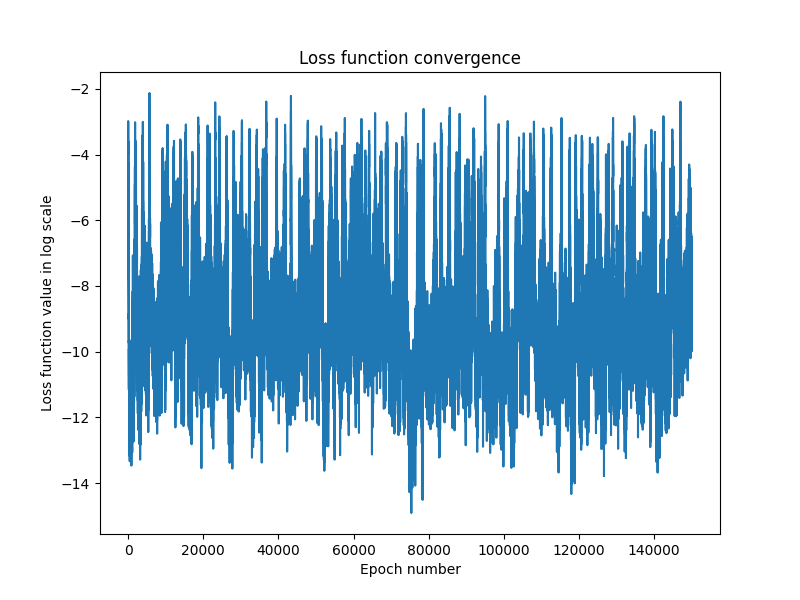 Loss function convergence
−2
−4
−6
−8
−10
−12
−14
Loss function value in log scale
0 20000 40000 60000 80000 100000 120000 140000
Epoch number